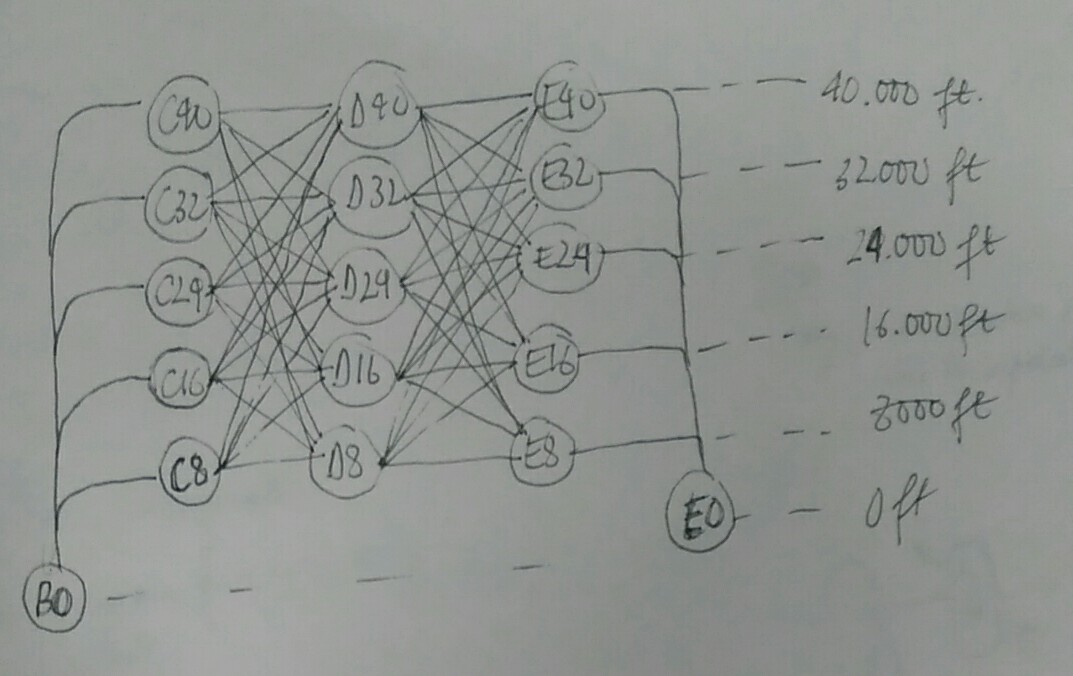 C40 D40 E40 40.000 ft.
C32 D32 E32 32.000 ft
C24 D24 E24 24.000 ft
C16 D16 E16 16.000 ft
C8 D8 E8 8000 ft
E0 0 ft
B0